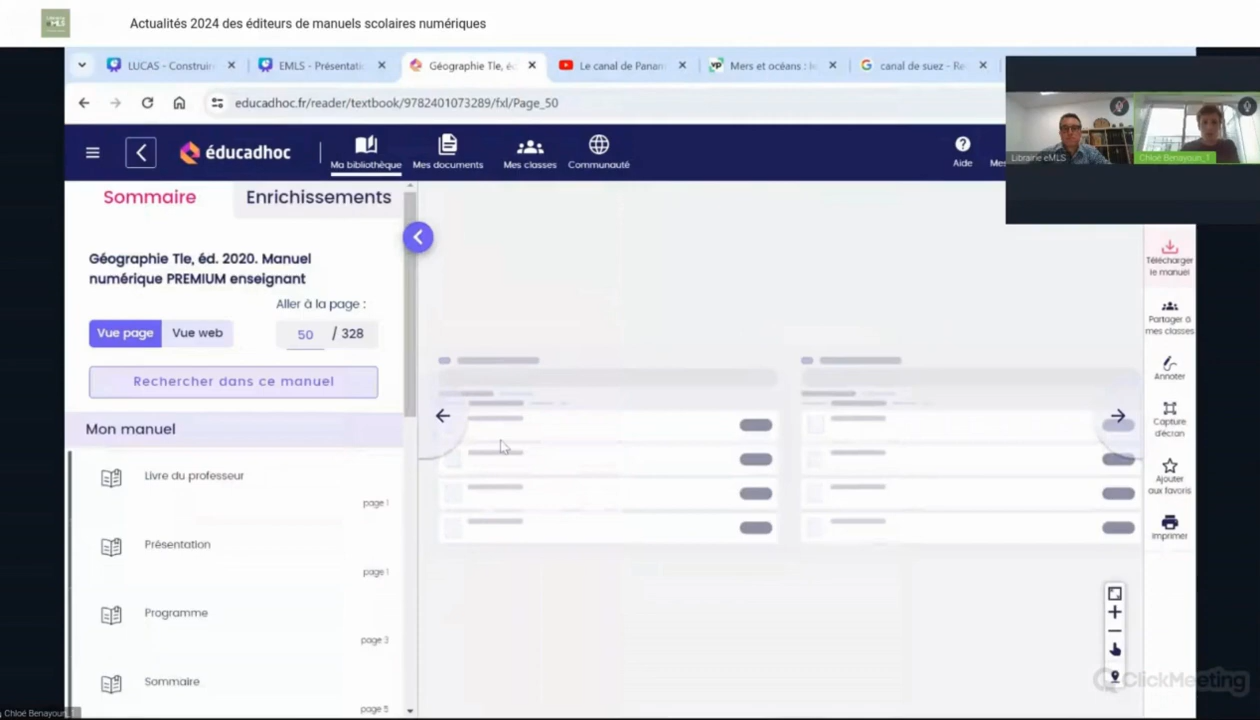 Actualités 2024 des éditeurs de manuels scolaires numériques
LUCAS - Construir
EMLS - Présentati
Géographie Tle, éd
Le canal de Panam
Mers et océans : l
canal de suez - Re
educadhoc.fr/reader/textbook/9782401073289/fxl/Page_50
éducadhoc
Ma bibliothèque
Mes documents
Mes classes
Communauté
Aide
Mes
Librairie eMLS
Chloé Benayoun_1
Sommaire
Enrichissements
Géographie Tle, éd. 2020. Manuel
numérique PREMIUM enseignant
Aller à la page :
Vue page
Vue web
50 / 328
Rechercher dans ce manuel
Mon manuel
Livre du professeur
page 1
Présentation
page 1
Programme
page 3
Sommaire
page 5
Télécharger
le manuel
Partager à
mes classes
Annoter
Capture
d'écran
Ajouter
aux favoris
Imprimer
ClickMeeting
Chloé Benayoun_1